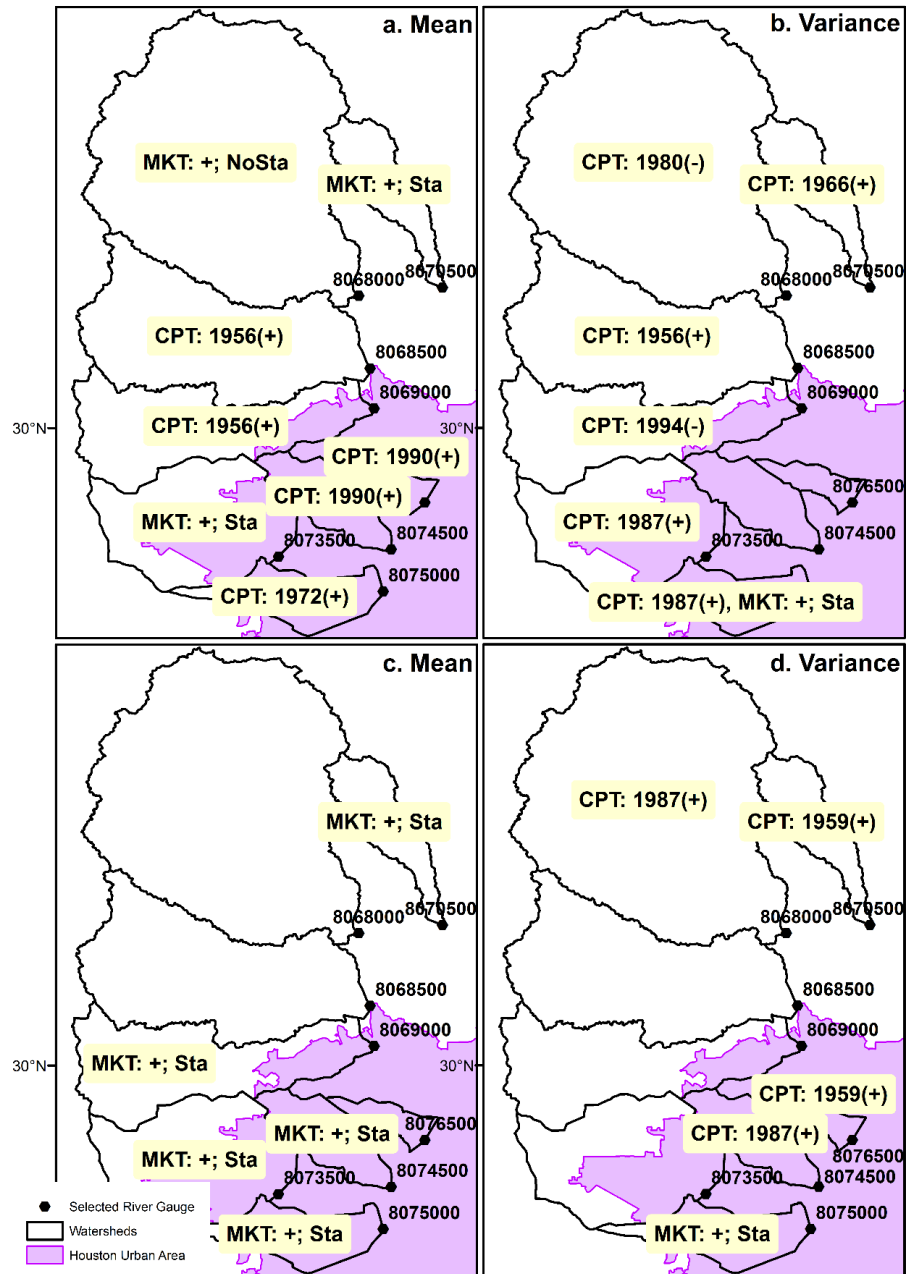 a. Mean
MKT: +; NoSta
MKT: +; Sta
8068000
8070500
CPT: 1956(+)
8068500
8069000
30°N
CPT: 1956(+)
CPT: 1990(+)
CPT: 1990(+)
MKT: +; Sta
8073500
8074500
CPT: 1972(+)
8075000
b. Variance
CPT: 1980(-)
CPT: 1966(+)
8068000
8070500
CPT: 1956(+)
8068500
8069000
30°N
CPT: 1994(-)
8076500
CPT: 1987(+)
8073500
8074500
8075000
CPT: 1987(+), MKT: +; Sta
c. Mean
MKT: +; Sta
8068000
8070500
8068500
8069000
30°N
MKT: +; Sta
MKT: +; Sta
8076500
MKT: +; Sta
8073500
8074500
8075000
MKT: +; Sta
Selected River Gauge
Watersheds
Houston Urban Area
d. Variance
CPT: 1987(+)
CPT: 1959(+)
8068000
8070500
8068500
8069000
30°N
CPT: 1959(+)
CPT: 1987(+)
8076500
8073500
8074500
8075000
MKT: +; Sta